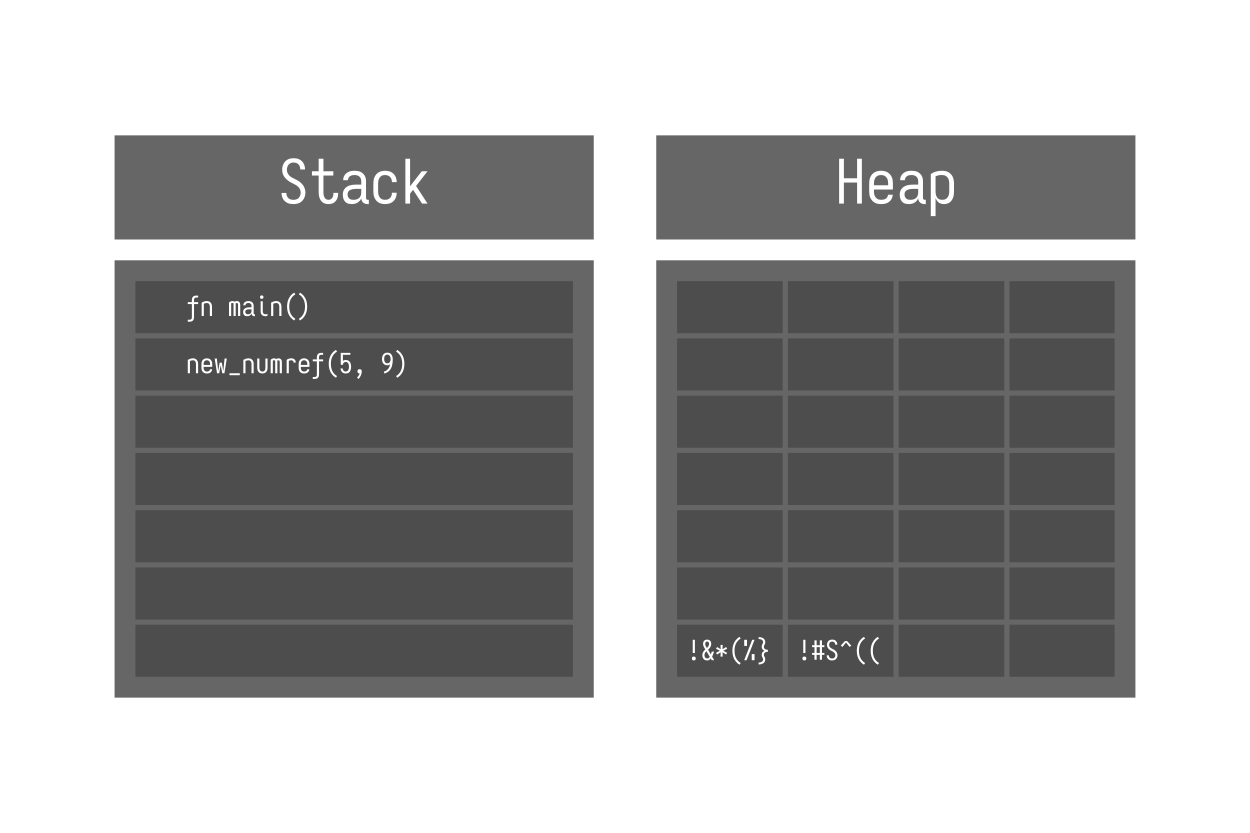 Stack
Heap
fn main()
new_numref(5, 9)
!&*(%} !#S^((